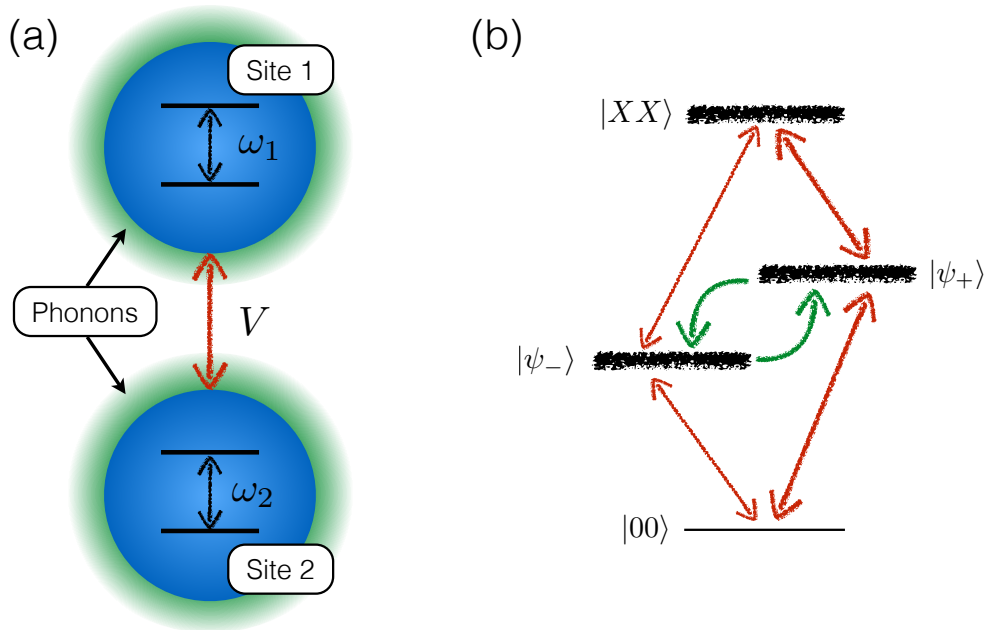 (a)
Site 1
ω₁
Phonons
V
ω₂
Site 2
(b)
|XX⟩
|ψ₊⟩
|ψ₋⟩
|00⟩